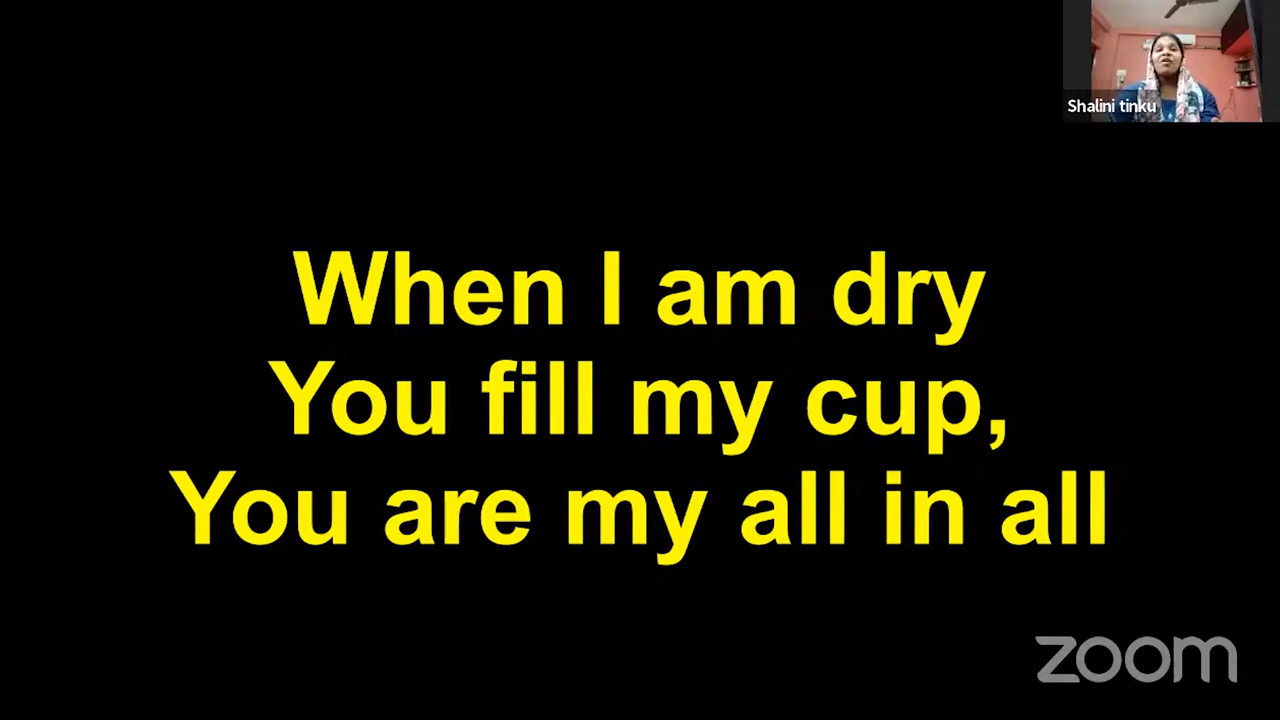 Shalini tinku
When I am dry
You fill my cup,
You are my all in all
zoom